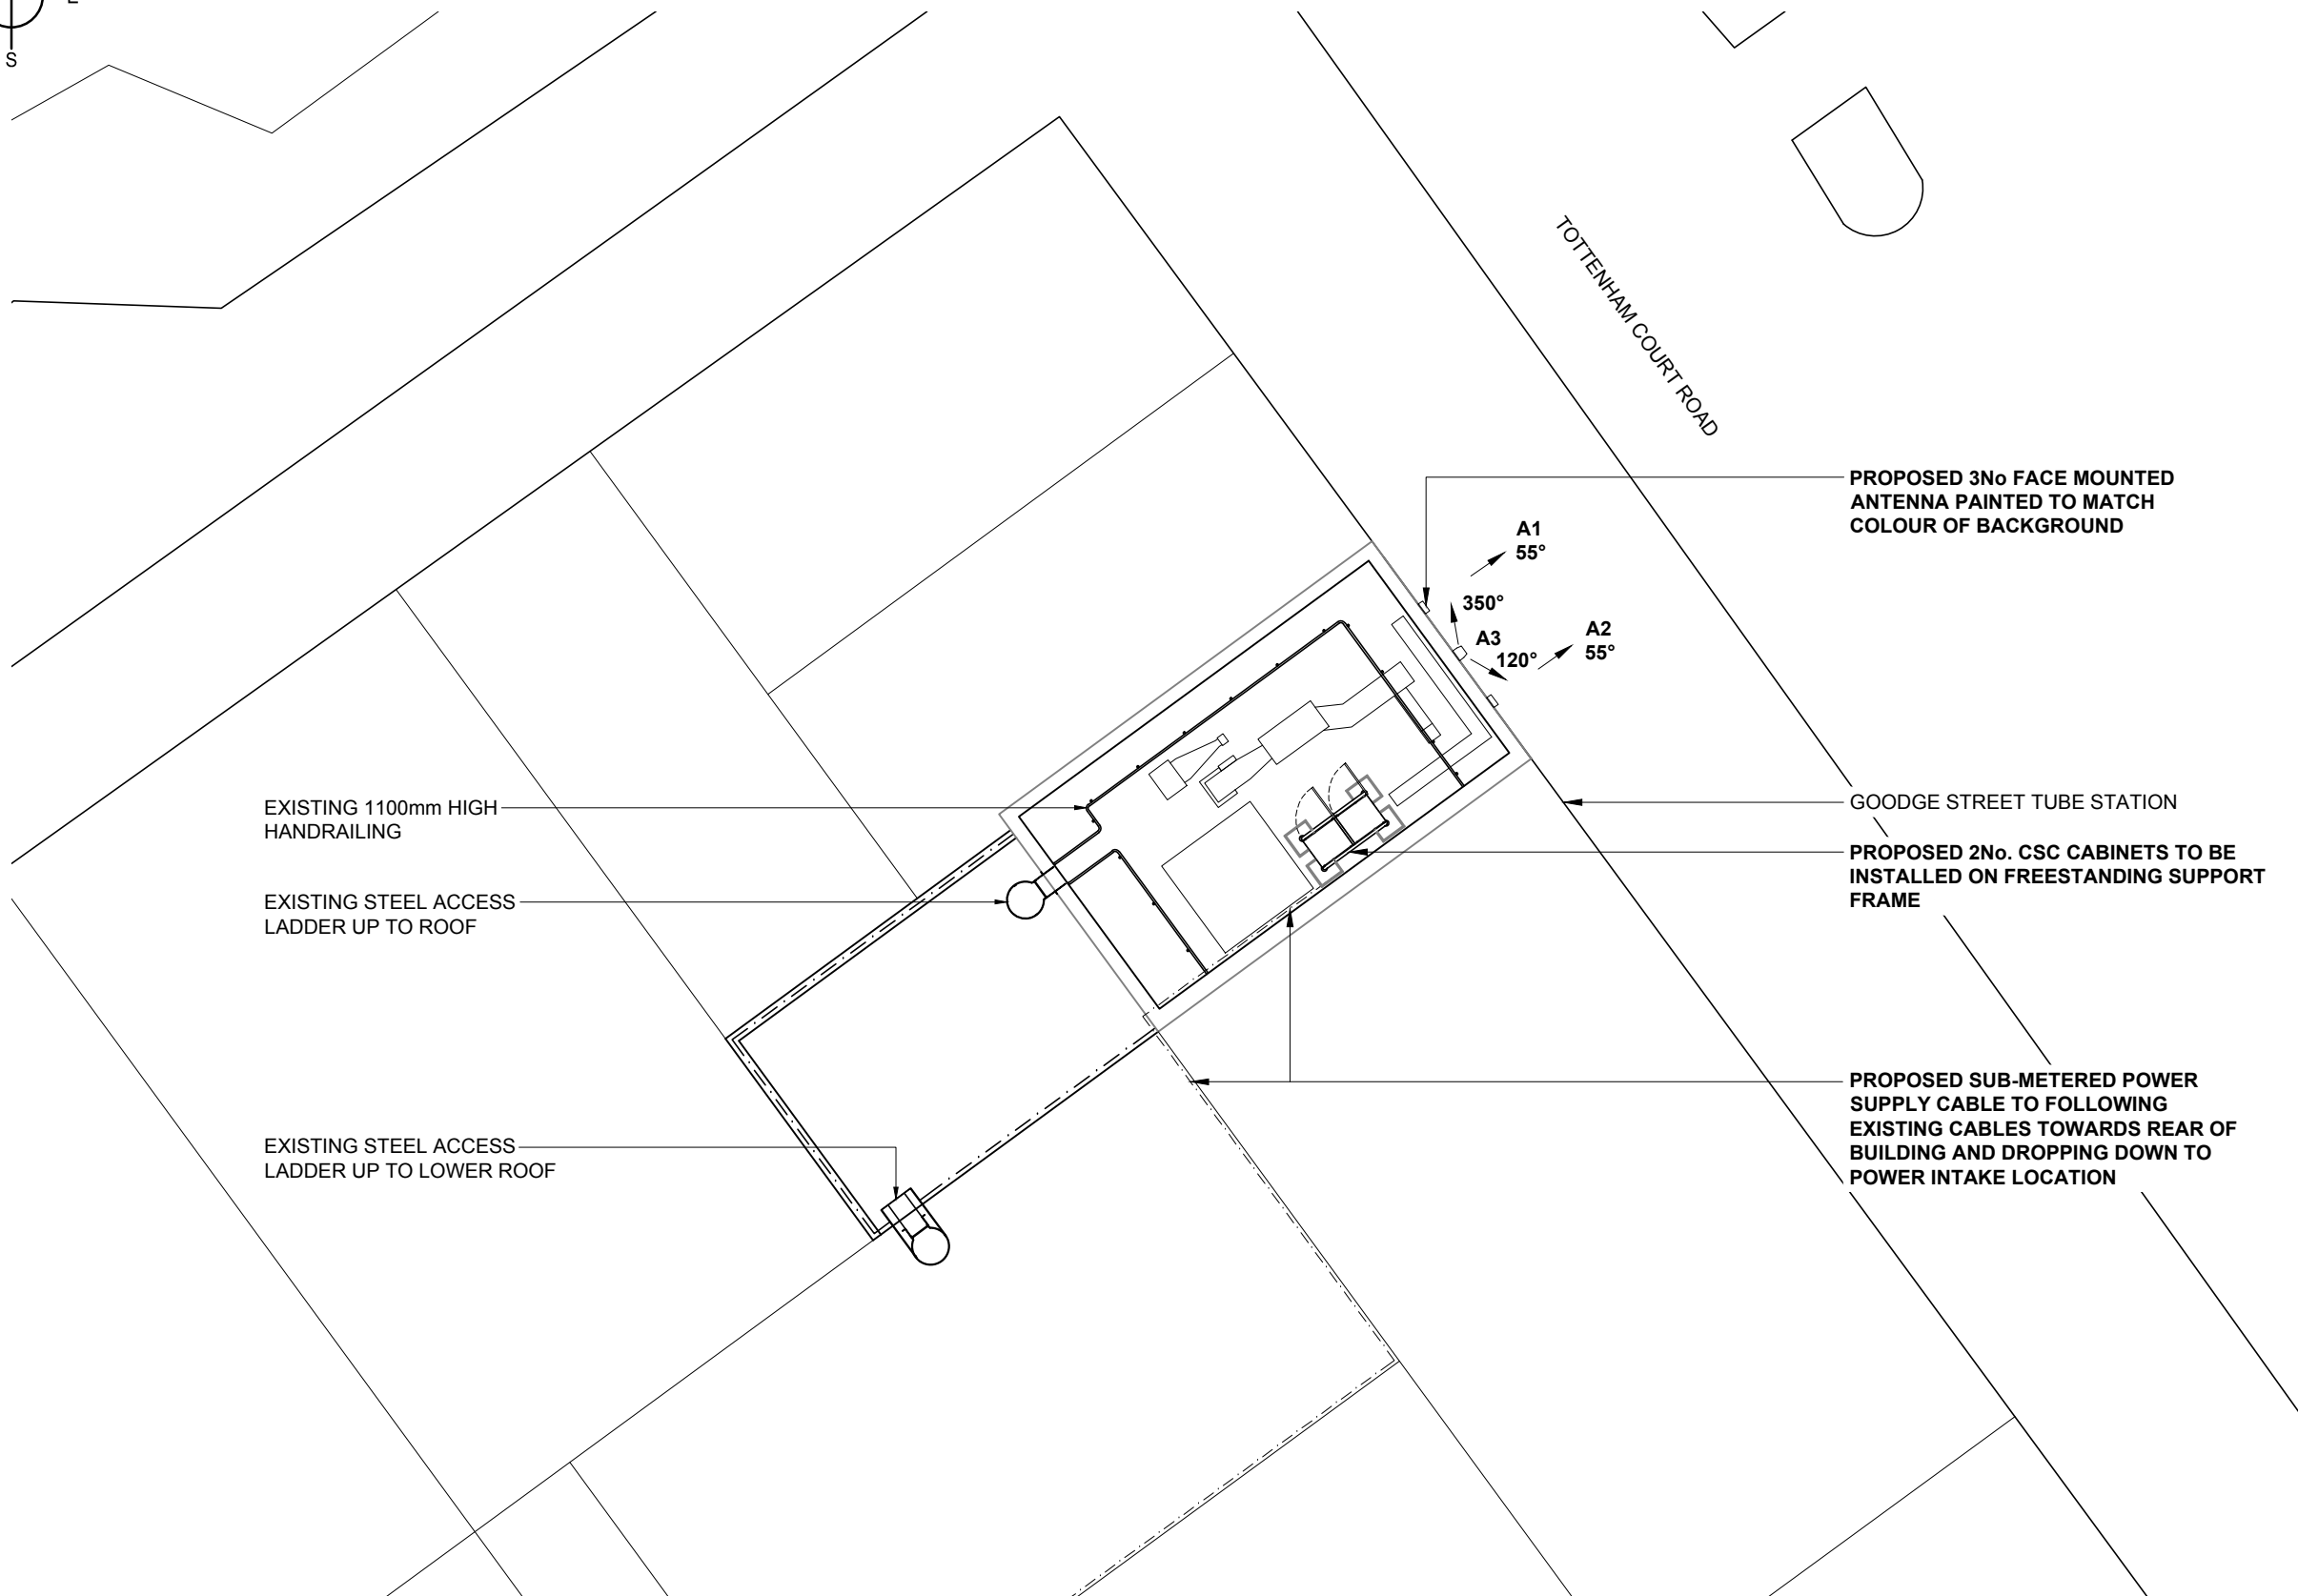 E
S
TOTTENHAM COURT ROAD
PROPOSED 3No FACE MOUNTED
ANTENNA PAINTED TO MATCH
COLOUR OF BACKGROUND
A1
55°
350°
A3
120°
A2
55°
EXISTING 1100mm HIGH
HANDRAILING
GOODGE STREET TUBE STATION
PROPOSED 2No. CSC CABINETS TO BE
INSTALLED ON FREESTANDING SUPPORT
FRAME
EXISTING STEEL ACCESS
LADDER UP TO ROOF
PROPOSED SUB-METERED POWER
SUPPLY CABLE TO FOLLOWING
EXISTING CABLES TOWARDS REAR OF
BUILDING AND DROPPING DOWN TO
POWER INTAKE LOCATION
EXISTING STEEL ACCESS
LADDER UP TO LOWER ROOF